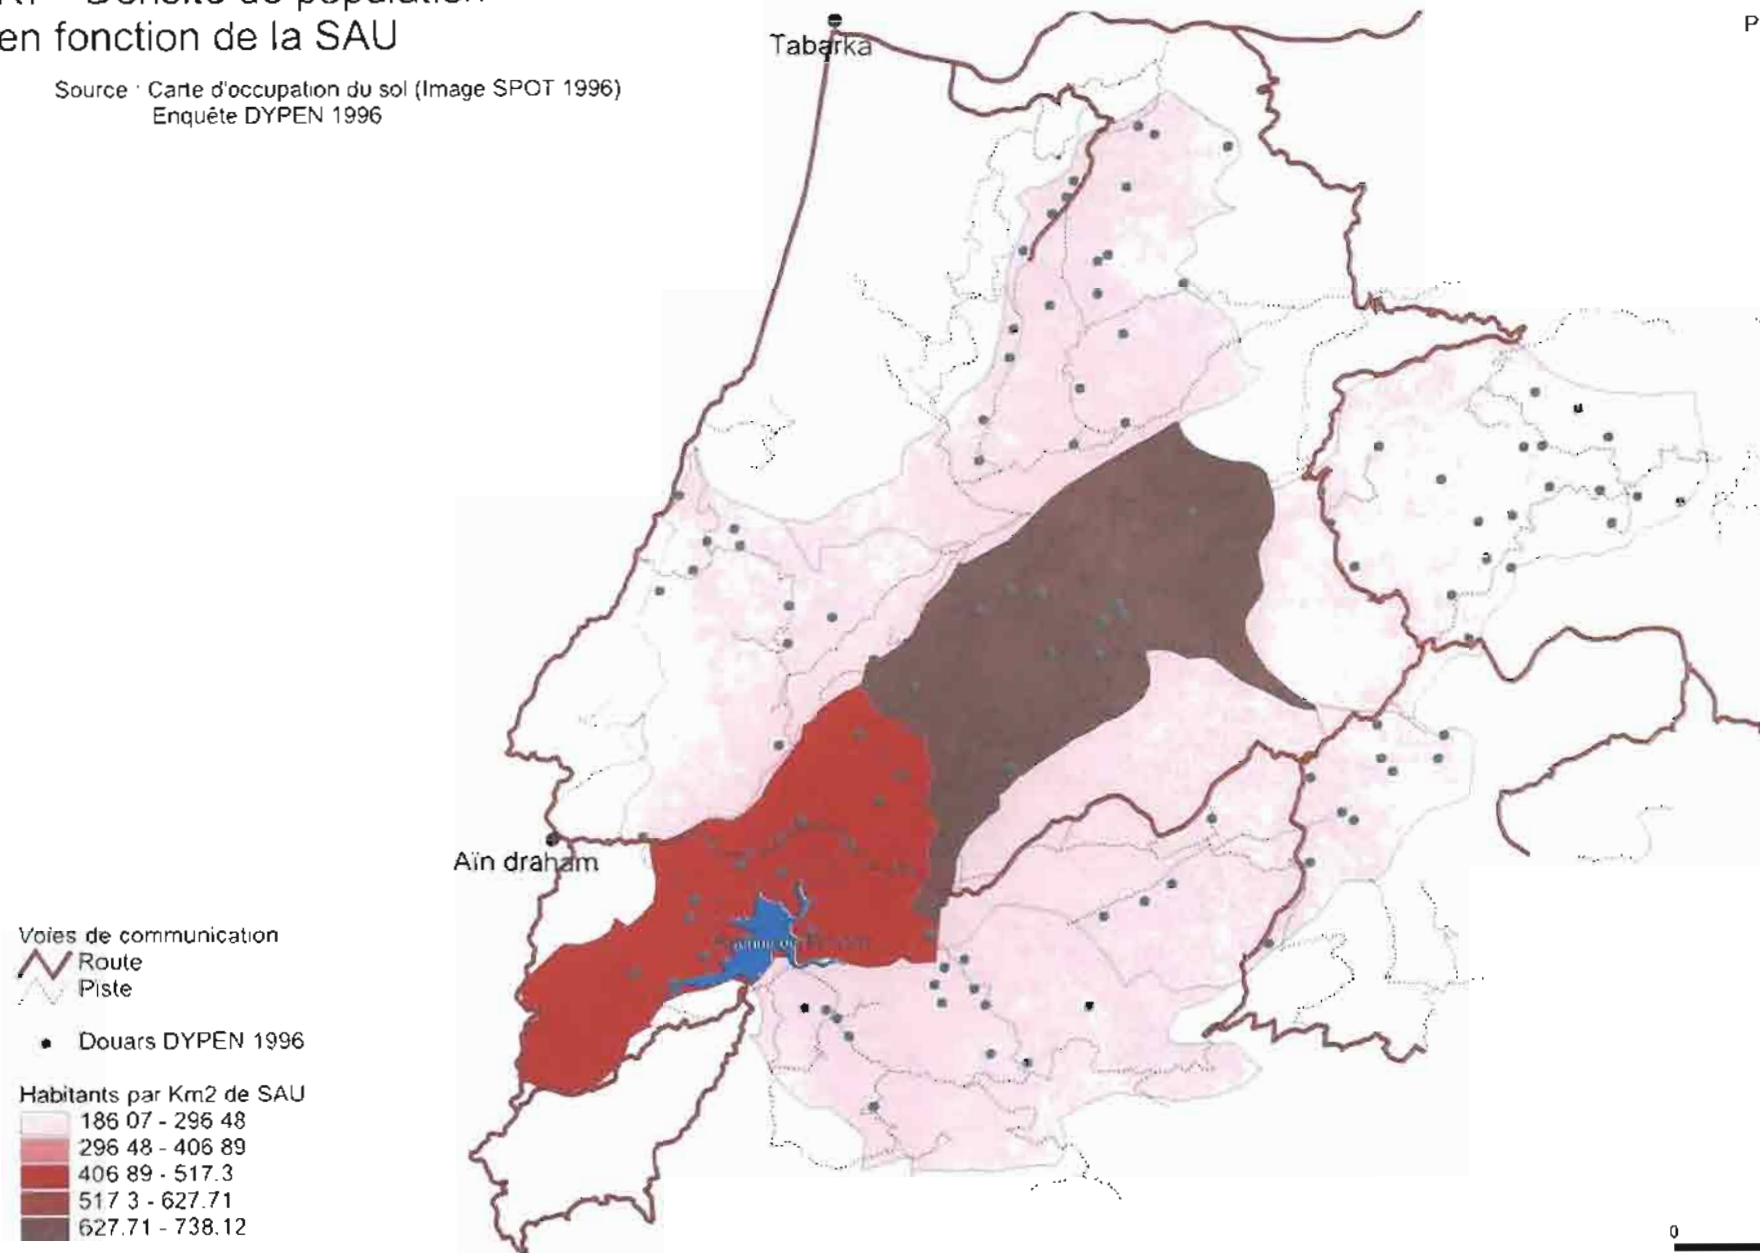 en fonction de la SAU
Source : Carte d'occupation du sol (Image SPOT 1996)
Enquête DYPEN 1996
P
Tabarka
Aïn draham
Voies de communication
Route
Piste
Douars DYPEN 1996
Habitants par Km2 de SAU
186 07 - 296 48
296 48 - 406 89
406 89 - 517.3
517 3 - 627.71
627.71 - 738.12
0